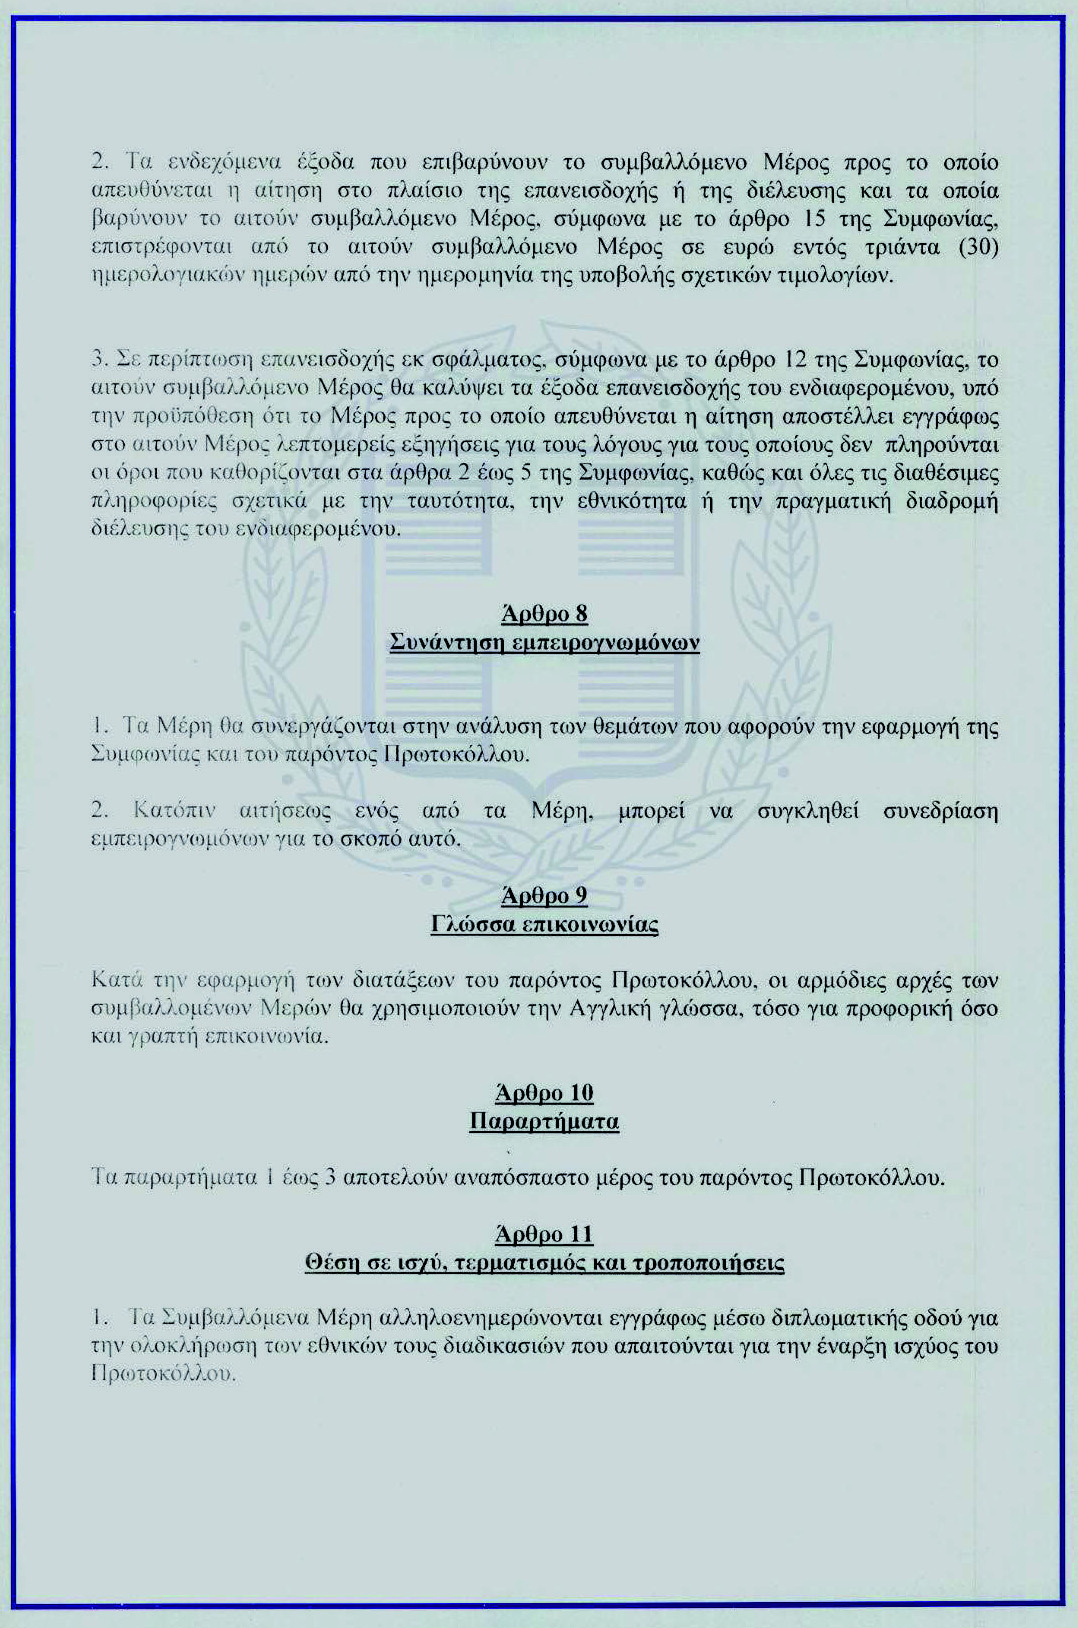 2. Τα ενδεχόμενα έξοδα που επιβαρύνουν το συμβαλλόμενο Μέρος προς το οποίο
απευθύνεται η αίτηση στο πλαίσιο της επανεισδοχής ή της διέλευσης και τα οποία
βαρύνουν το αιτούν συμβαλλόμενο Μέρος, σύμφωνα με το άρθρο 15 της Συμφωνίας,
επιστρέφονται από το αιτούν συμβαλλόμενο Μέρος σε ευρώ εντός τριάντα (30)
ημερολογιακών ημερών από την ημερομηνία της υποβολής σχετικών τιμολογίων.
3. Σε περίπτωση επανεισδοχής εκ σφάλματος, σύμφωνα με το άρθρο 12 της Συμφωνίας, το
αιτούν συμβαλλόμενο Μέρος θα καλύψει τα έξοδα επανεισδοχής του ενδιαφερομένου, υπό
την προϋπόθεση ότι το Μέρος προς το οποίο απευθύνεται η αίτηση αποστέλλει εγγράφως
στο αιτούν Μέρος λεπτομερείς εξηγήσεις για τους λόγους για τους οποίους δεν πληρούνται
οι όροι που καθορίζονται στα άρθρα 2 έως 5 της Συμφωνίας, καθώς και όλες τις διαθέσιμες
πληροφορίες σχετικά με την ταυτότητα, την εθνικότητα ή την πραγματική διαδρομή
διέλευσης του ενδιαφερομένου.
Άρθρο 8
Συνάντηση εμπειρογνωμόνων
1. Τα Μέρη θα συνεργάζονται στην ανάλυση των θεμάτων που αφορούν την εφαρμογή της
Συμφωνίας και του παρόντος Πρωτοκόλλου.
2. Κατόπιν αιτήσεως ενός από τα Μέρη, μπορεί να συγκληθεί συνεδρίαση
εμπειρογνωμόνων για το σκοπό αυτό.
Άρθρο 9
Γλώσσα επικοινωνίας
Κατά την εφαρμογή των διατάξεων του παρόντος Πρωτοκόλλου, οι αρμόδιες αρχές των
συμβαλλομένων Μερών θα χρησιμοποιούν την Αγγλική γλώσσα, τόσο για προφορική όσο
και γραπτή επικοινωνία.
Άρθρο 10
Παραρτήματα
Τα παραρτήματα 1 έως 3 αποτελούν αναπόσπαστο μέρος του παρόντος Πρωτοκόλλου.
Άρθρο 11
Θέση σε ισχύ, τερματισμός και τροποποιήσεις
1. Τα Συμβαλλόμενα Μέρη αλληλοενημερώνονται εγγράφως μέσω διπλωματικής οδού για
την ολοκλήρωση των εθνικών τους διαδικασιών που απαιτούνται για την έναρξη ισχύος του
Πρωτοκόλλου.